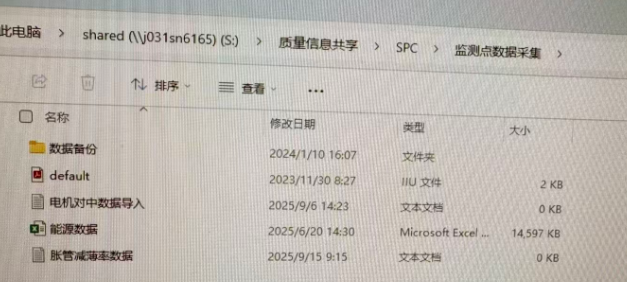 此电脑 > shared (\\j031sn6165) (S:) > 质量信息共享 > SPC > 监测点数据采集 >
排序 查看 ...
名称 修改日期 类型 大小
数据备份 2024/1/10 16:07 文件夹
default 2023/11/30 8:27 IIU 文件 2 KB
电机对中数据导入 2025/9/6 14:23 文本文档 0 KB
能源数据 2025/6/20 14:30 Microsoft Excel ... 14,597 KB
胀管减薄率数据 2025/9/15 9:15 文本文档 0 KB